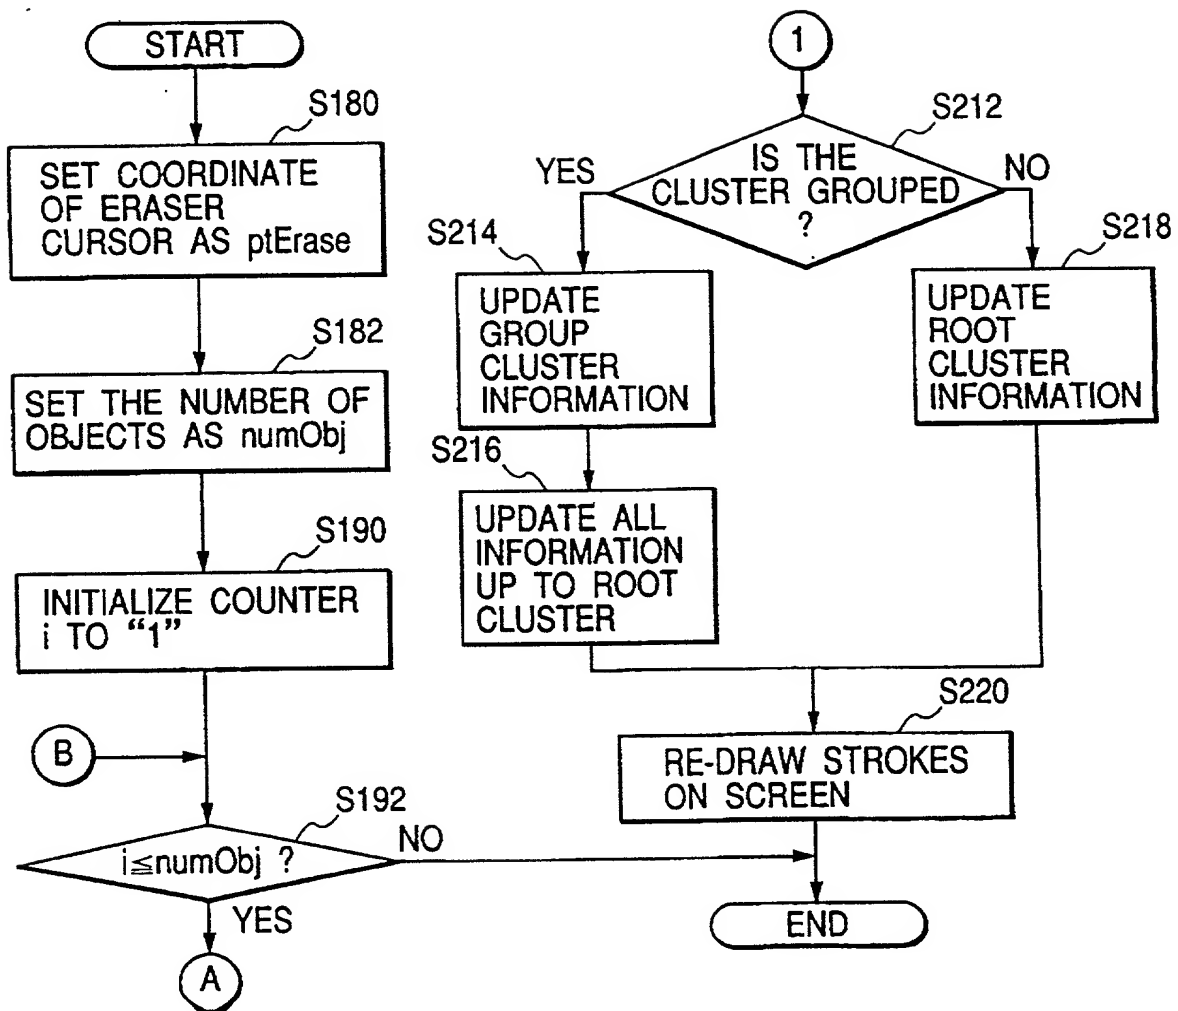 START
S180
SET COORDINATE
OF ERASER
CURSOR AS ptErase
S182
SET THE NUMBER OF
OBJECTS AS numObj
S190
INITIALIZE COUNTER
i TO “1”
B
S192
i≦numObj ?
NO
YES
A
1
S212
IS THE
CLUSTER GROUPED
?
YES
NO
S214
UPDATE
GROUP
CLUSTER
INFORMATION
S218
UPDATE
ROOT
CLUSTER
INFORMATION
S216
UPDATE ALL
INFORMATION
UP TO ROOT
CLUSTER
S220
RE-DRAW STROKES
ON SCREEN
END